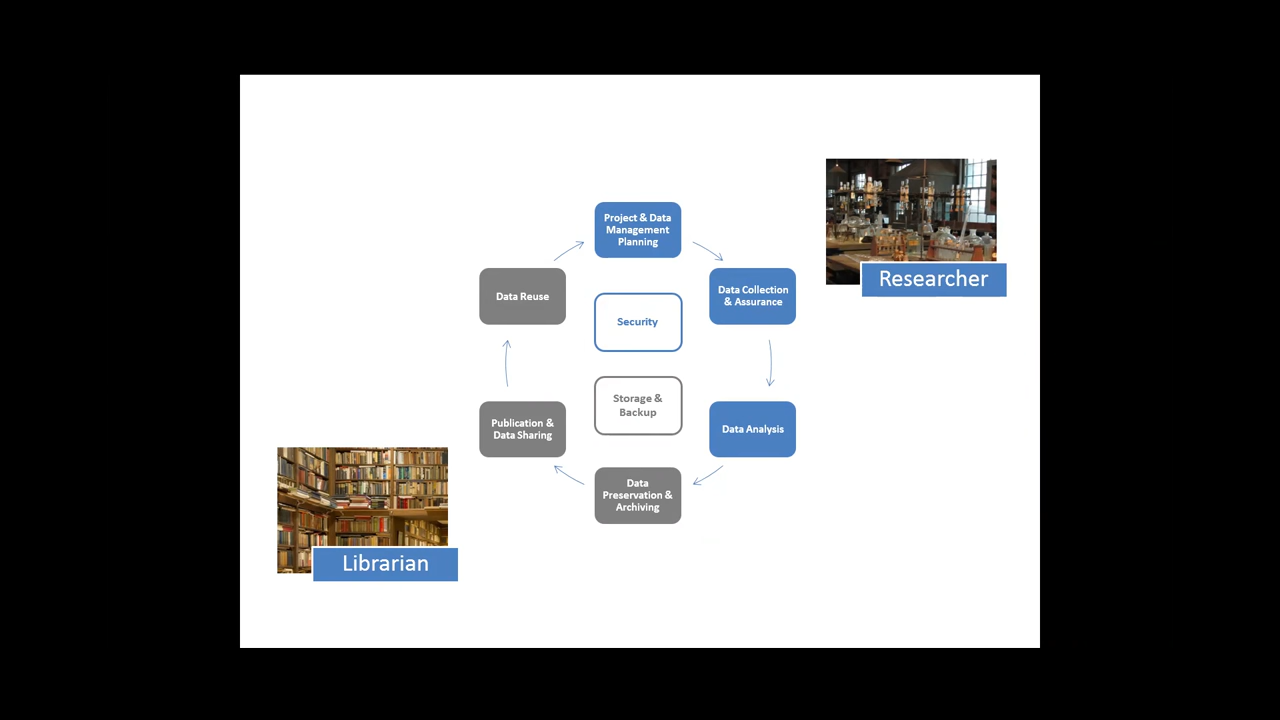 Project & Data
Management
Planning
Data Collection
& Assurance
Data Analysis
Data
Preservation &
Archiving
Publication &
Data Sharing
Data Reuse
Security
Storage &
Backup
Researcher
Librarian